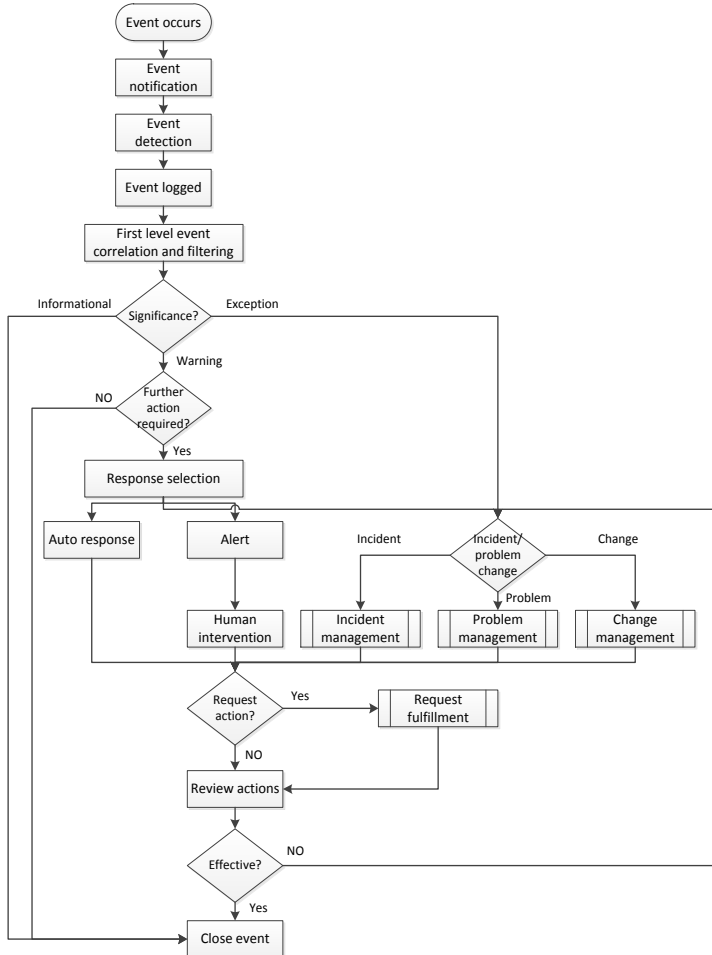 Event occurs
Event
notification
Event
detection
Event logged
First level event
correlation and filtering
Informational
Significance?
Exception
Warning
NO
Further
action
required?
Yes
Response selection
Auto response
Alert
Incident
Incident/
problem
change
Change
Problem
Human
intervention
Incident
management
Problem
management
Change
management
Request
action?
Yes
Request
fulfillment
NO
Review actions
Effective?
NO
Yes
Close event